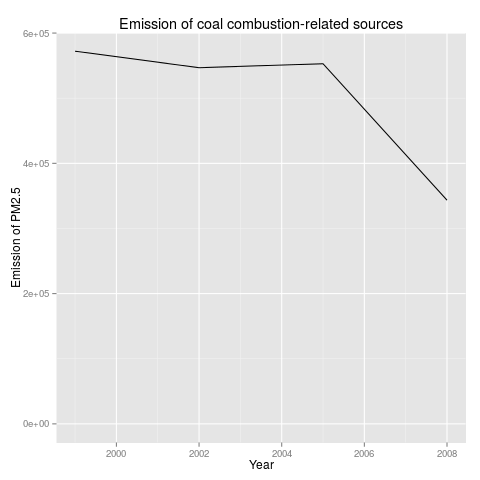 Emission of coal combustion-related sources
6e+05
4e+05
2e+05
0e+00
Emission of PM2.5
2000 2002 2004 2006 2008
Year